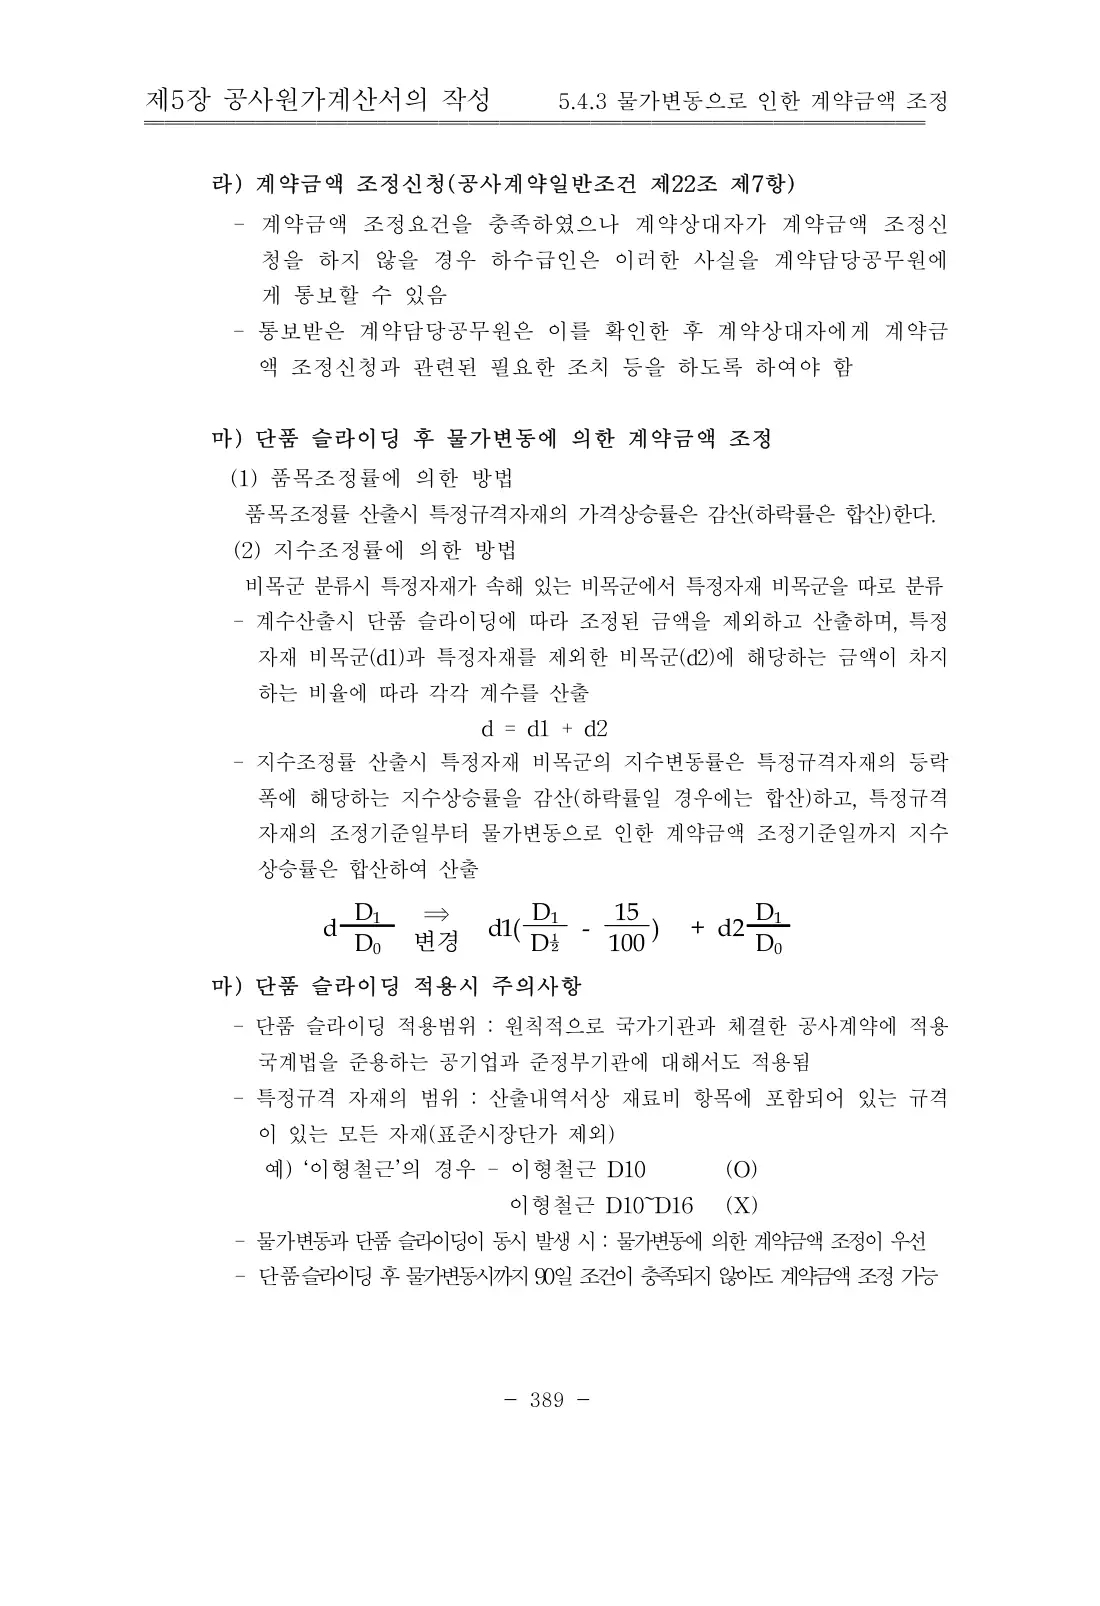 제5장 공사원가계산서의 작성 5.4.3 물가변동으로 인한 계약금액 조정
라) 계약금액 조정신청(공사계약일반조건 제22조 제7항)
- 계약금액 조정요건을 충족하였으나 계약상대자가 계약금액 조정신
청을 하지 않을 경우 하수급인은 이러한 사실을 계약담당공무원에
게 통보할 수 있음
- 통보받은 계약담당공무원은 이를 확인한 후 계약상대자에게 계약금
액 조정신청과 관련된 필요한 조치 등을 하도록 하여야 함
마) 단품 슬라이딩 후 물가변동에 의한 계약금액 조정
(1) 품목조정률에 의한 방법
품목조정률 산출시 특정규격자재의 가격상승률은 감산(하락률은 합산)한다.
(2) 지수조정률에 의한 방법
비목군 분류시 특정자재가 속해 있는 비목군에서 특정자재 비목군을 따로 분류
- 계수산출시 단품 슬라이딩에 따라 조정된 금액을 제외하고 산출하며, 특정
자재 비목군(d1)과 특정자재를 제외한 비목군(d2)에 해당하는 금액이 차지
하는 비율에 따라 각각 계수를 산출
d = d1 + d2
- 지수조정률 산출시 특정자재 비목군의 지수변동률은 특정규격자재의 등락
폭에 해당하는 지수상승률을 감산(하락률일 경우에는 합산)하고, 특정규격
자재의 조정기준일부터 물가변동으로 인한 계약금액 조정기준일까지 지수
상승률은 합산하여 산출
d D₁/D₀ ⇒ 변경 d1( D₁/D½ - 15/100 ) + d2 D₁/D₀
마) 단품 슬라이딩 적용시 주의사항
- 단품 슬라이딩 적용범위 : 원칙적으로 국가기관과 체결한 공사계약에 적용
국계법을 준용하는 공기업과 준정부기관에 대해서도 적용됨
- 특정규격 자재의 범위 : 산출내역서상 재료비 항목에 포함되어 있는 규격
이 있는 모든 자재(표준시장단가 제외)
예) ‘이형철근’의 경우 - 이형철근 D10 (O)
이형철근 D10~D16 (X)
- 물가변동과 단품 슬라이딩이 동시 발생 시 : 물가변동에 의한 계약금액 조정이 우선
- 단품슬라이딩 후 물가변동시까지 90일 조건이 충족되지 않아도 계약금액 조정 가능
- 389 -